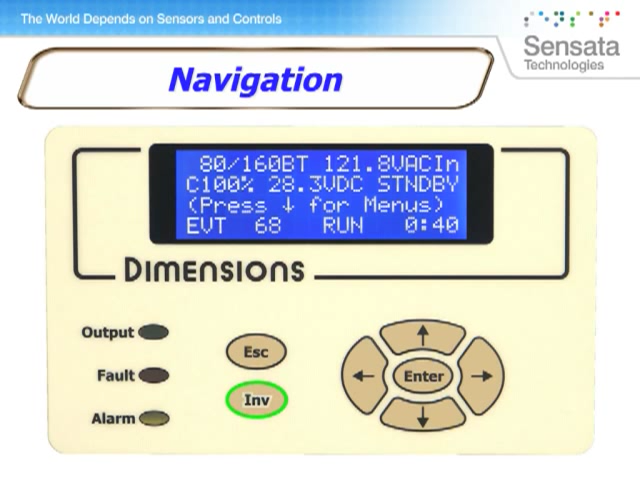 The World Depends on Sensors and Controls
Sensata
Technologies
Navigation
80/160BT 121.8VACIn
C100% 28.3VDC STNDBY
(Press ↓ for Menus)
EVT 68 RUN 0:40
DIMENSIONS
Output
Fault
Alarm
Esc
Inv
↑
← Enter →
↓